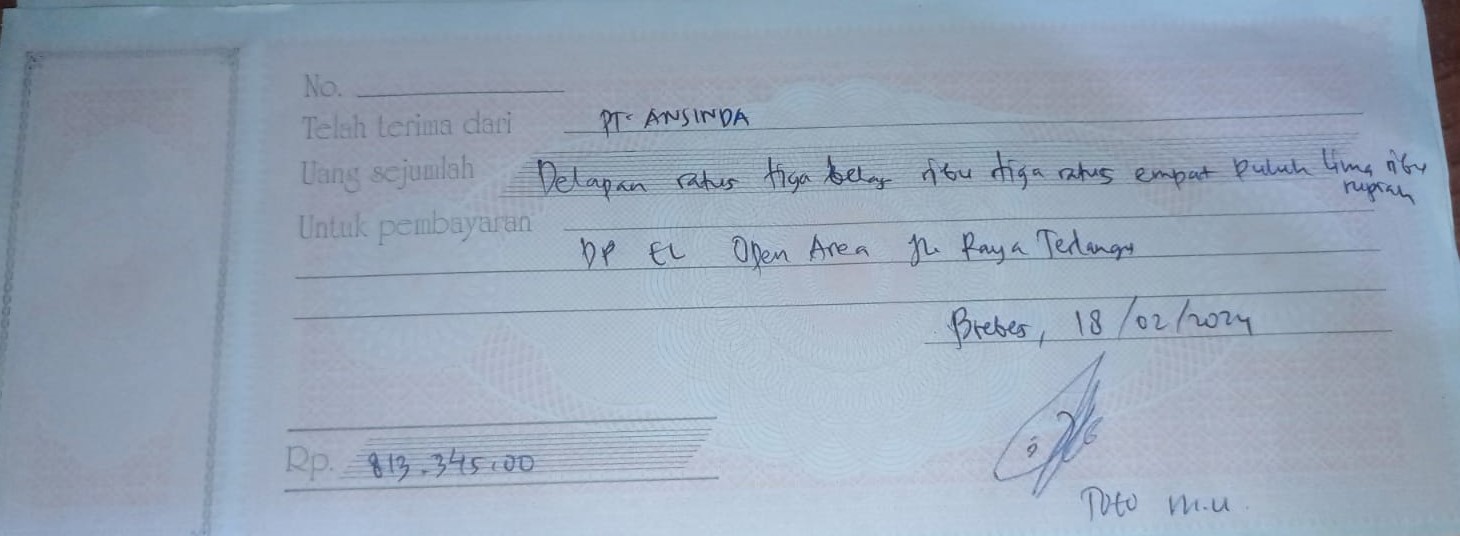 No.
Telah terima dari PT. ANSINDA
Uang sejumlah Delapan ratus tiga belas ribu tiga ratus empat puluh lima ribu
rupiah
Untuk pembayaran
DP EL Open Area Jl. Raya Terlangu
Brebes, 18/02/2024
Rp. 813.345,00
Toto M.U.